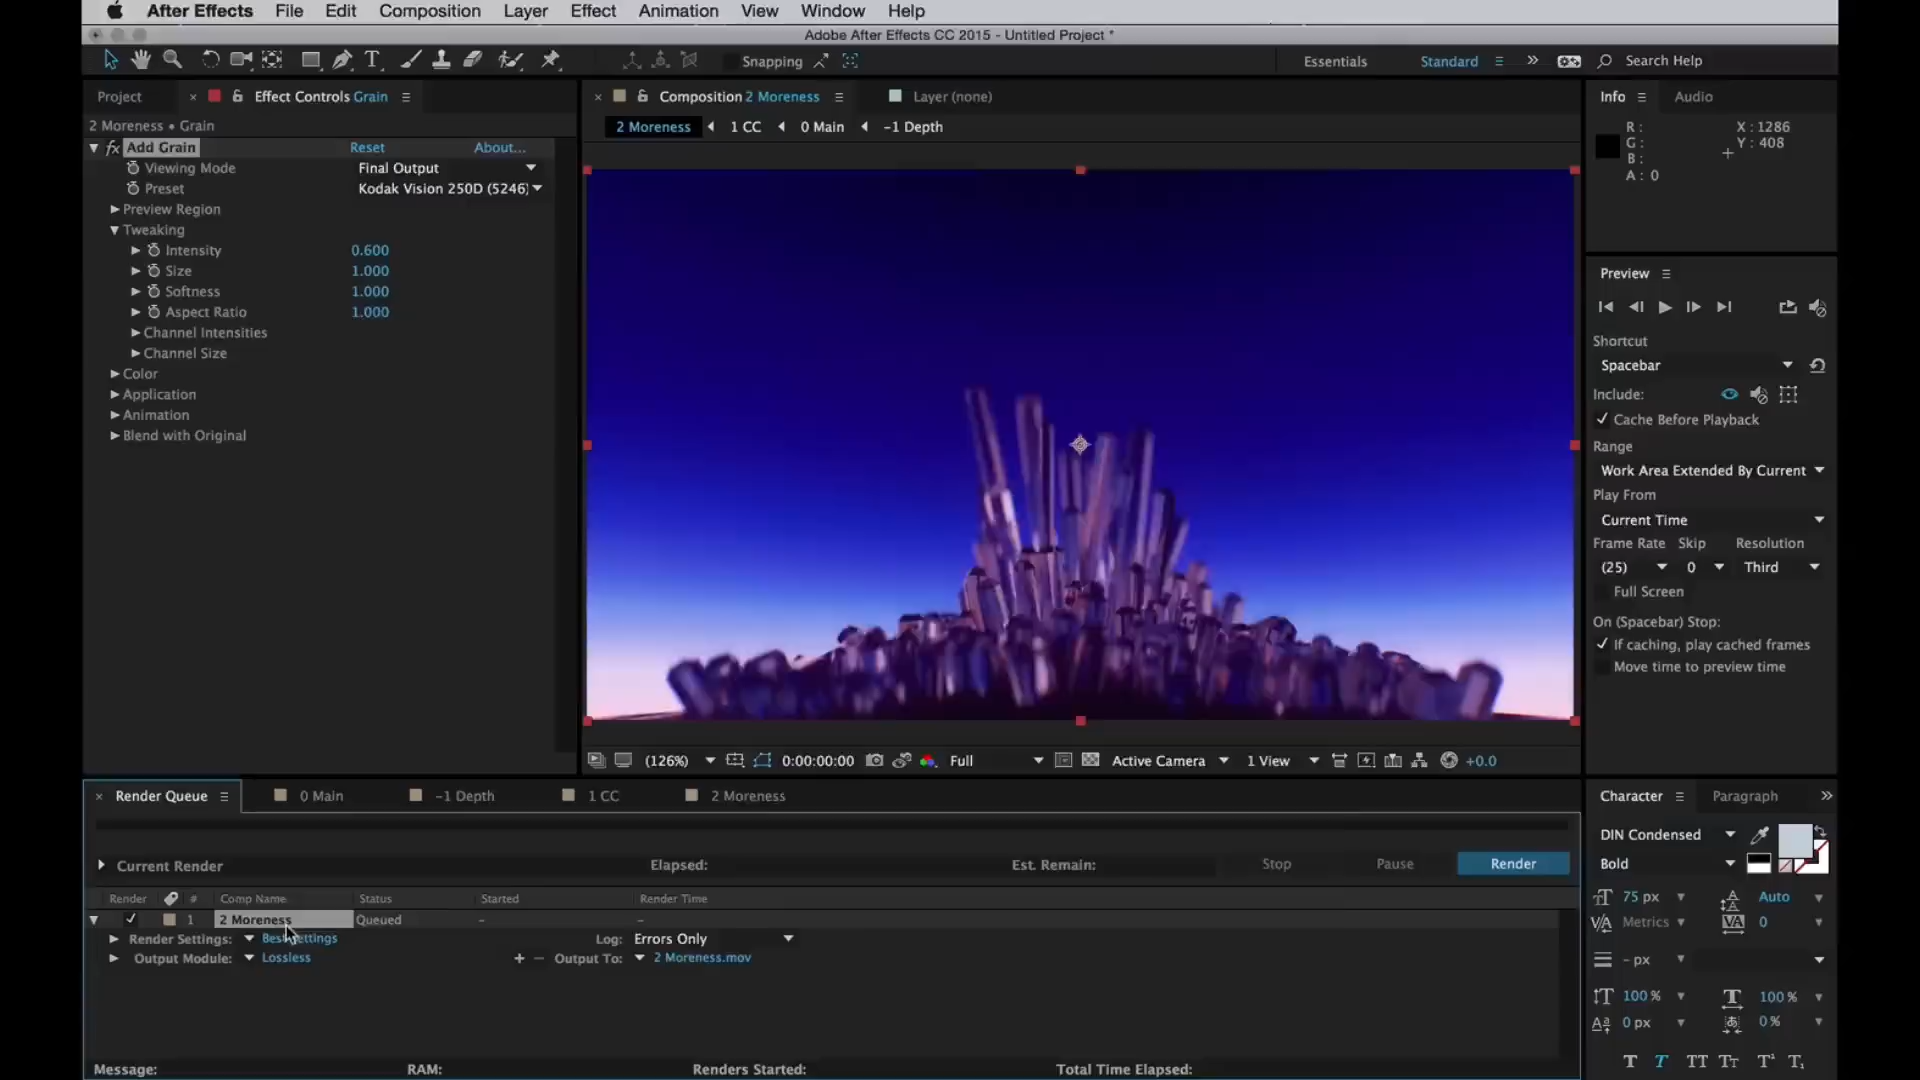 After Effects File Edit Composition Layer Effect Animation View Window Help
Adobe After Effects CC 2015 - Untitled Project *
Snapping Essentials Standard Search Help
Project Effect Controls Grain
Composition 2 Moreness Layer (none)
Info Audio
2 Moreness • Grain
2 Moreness 1 CC 0 Main -1 Depth
R :
G :
B :
A : 0
X : 1286
Y : 408
fx Add Grain Reset About...
Viewing Mode Final Output
Preset Kodak Vision 250D (5246)
Preview Region
Tweaking
Intensity 0.600
Size 1.000
Softness 1.000
Aspect Ratio 1.000
Channel Intensities
Channel Size
Color
Application
Animation
Blend with Original
Preview
Shortcut
Spacebar
Include:
Cache Before Playback
Range
Work Area Extended By Current
Play From
Current Time
Frame Rate Skip Resolution
(25) 0 Third
Full Screen
On (Spacebar) Stop:
If caching, play cached frames
Move time to preview time
(126%) 0:00:00:00 Full Active Camera 1 View +0.0
Render Queue 0 Main -1 Depth 1 CC 2 Moreness
Current Render Elapsed: Est. Remain: Stop Pause Render
Render # Comp Name Status Started Render Time
1 2 Moreness Queued - -
Render Settings: Best Settings Log: Errors Only
Output Module: Lossless + - Output To: 2 Moreness.mov
Message: RAM: Renders Started: Total Time Elapsed:
Character Paragraph
DIN Condensed
Bold
75 px Auto
Metrics 0
- px
100 % 100 %
0 px 0 %
T T TT TT T¹ T₁